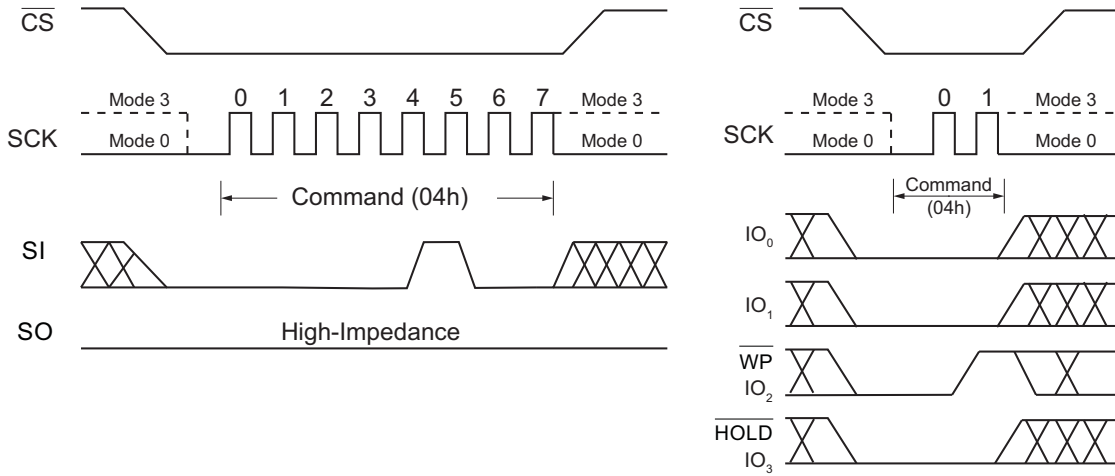 CS
Mode 3 0 1 2 3 4 5 6 7 Mode 3
SCK
Mode 0 Mode 0
Command (04h)
SI
SO High-Impedance
CS
Mode 3 0 1 Mode 3
SCK
Mode 0 Mode 0
Command
(04h)
IO₀
IO₁
WP
IO₂
HOLD
IO₃